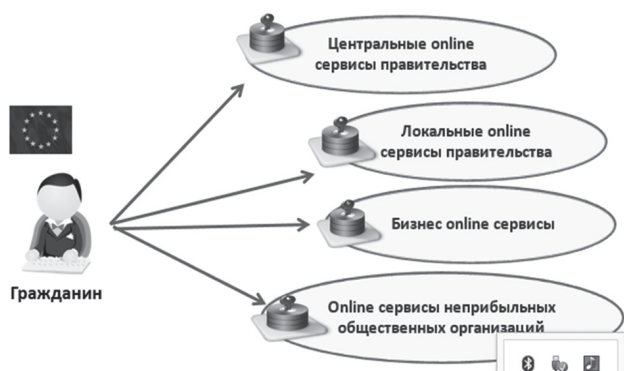 Центральные online
сервисы правительства
Локальные online
сервисы правительства
Бизнес online сервисы
Гражданин
Online сервисы неприбыльных
общественных организаций